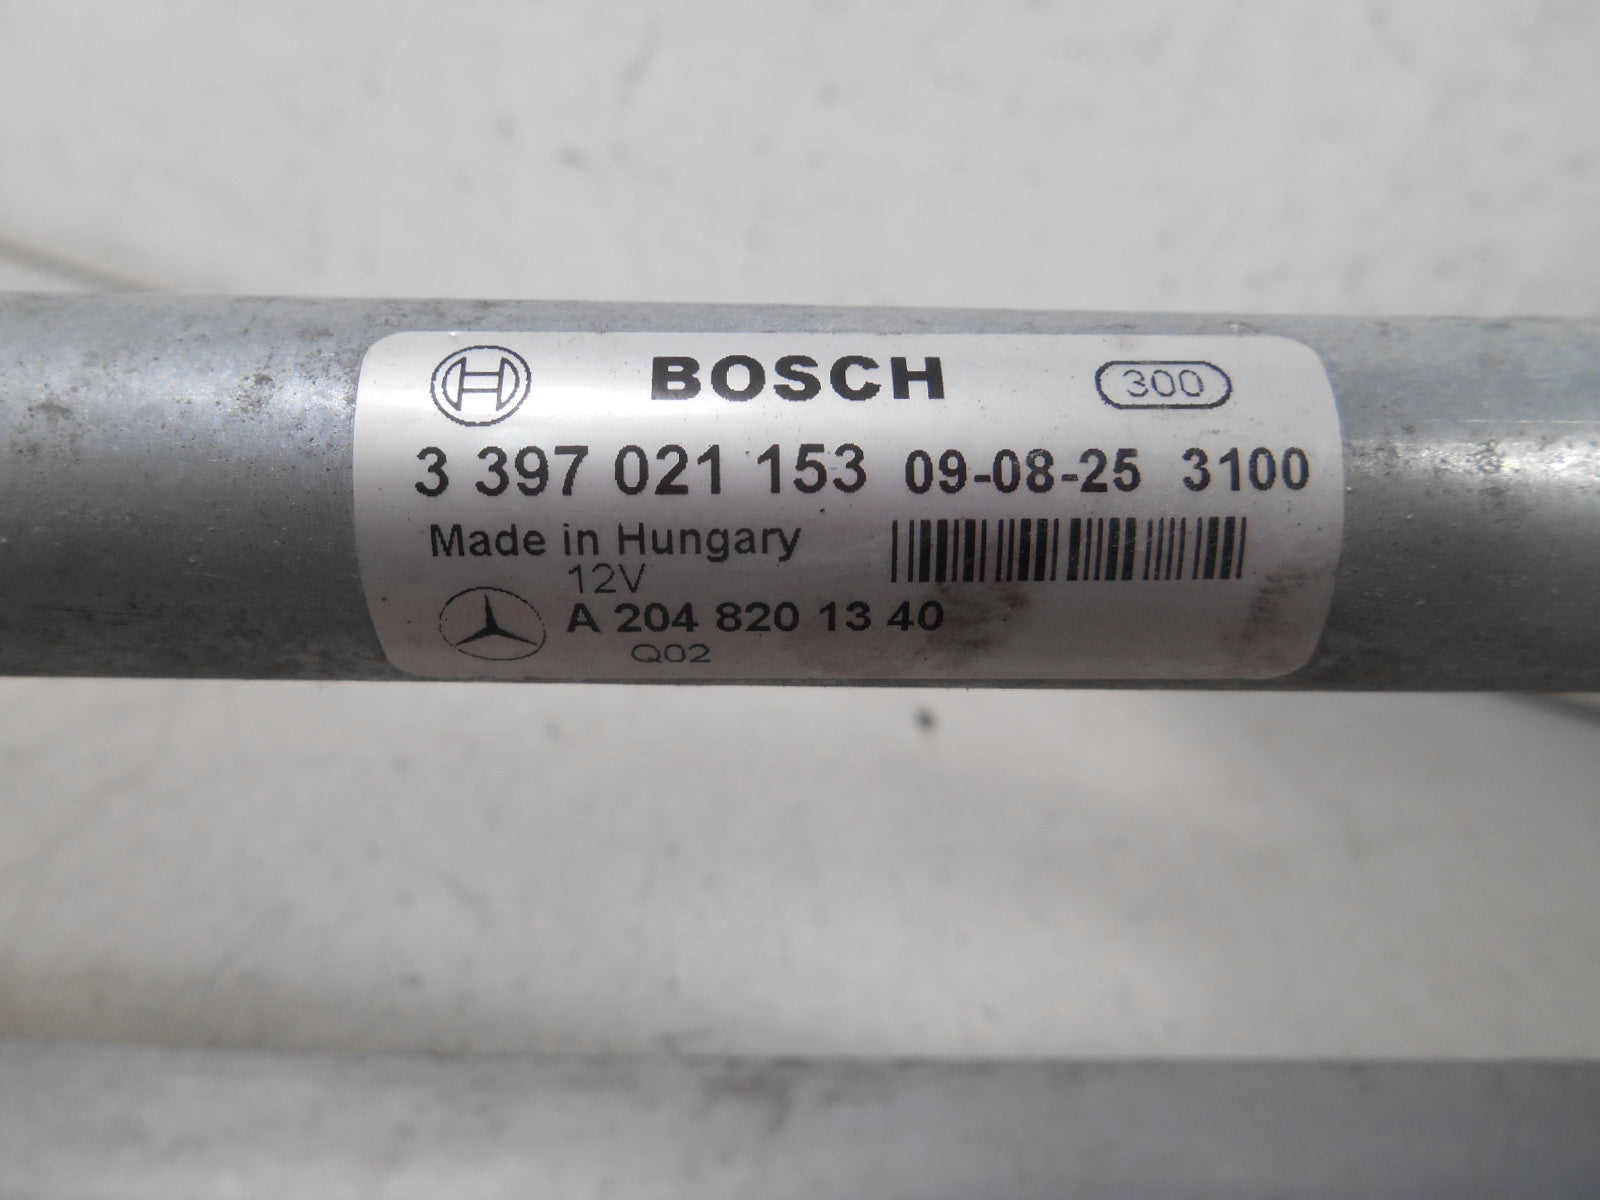 BOSCH 300
3 397 021 153 09-08-25 3100
Made in Hungary
12V
A 204 820 13 40
Q02